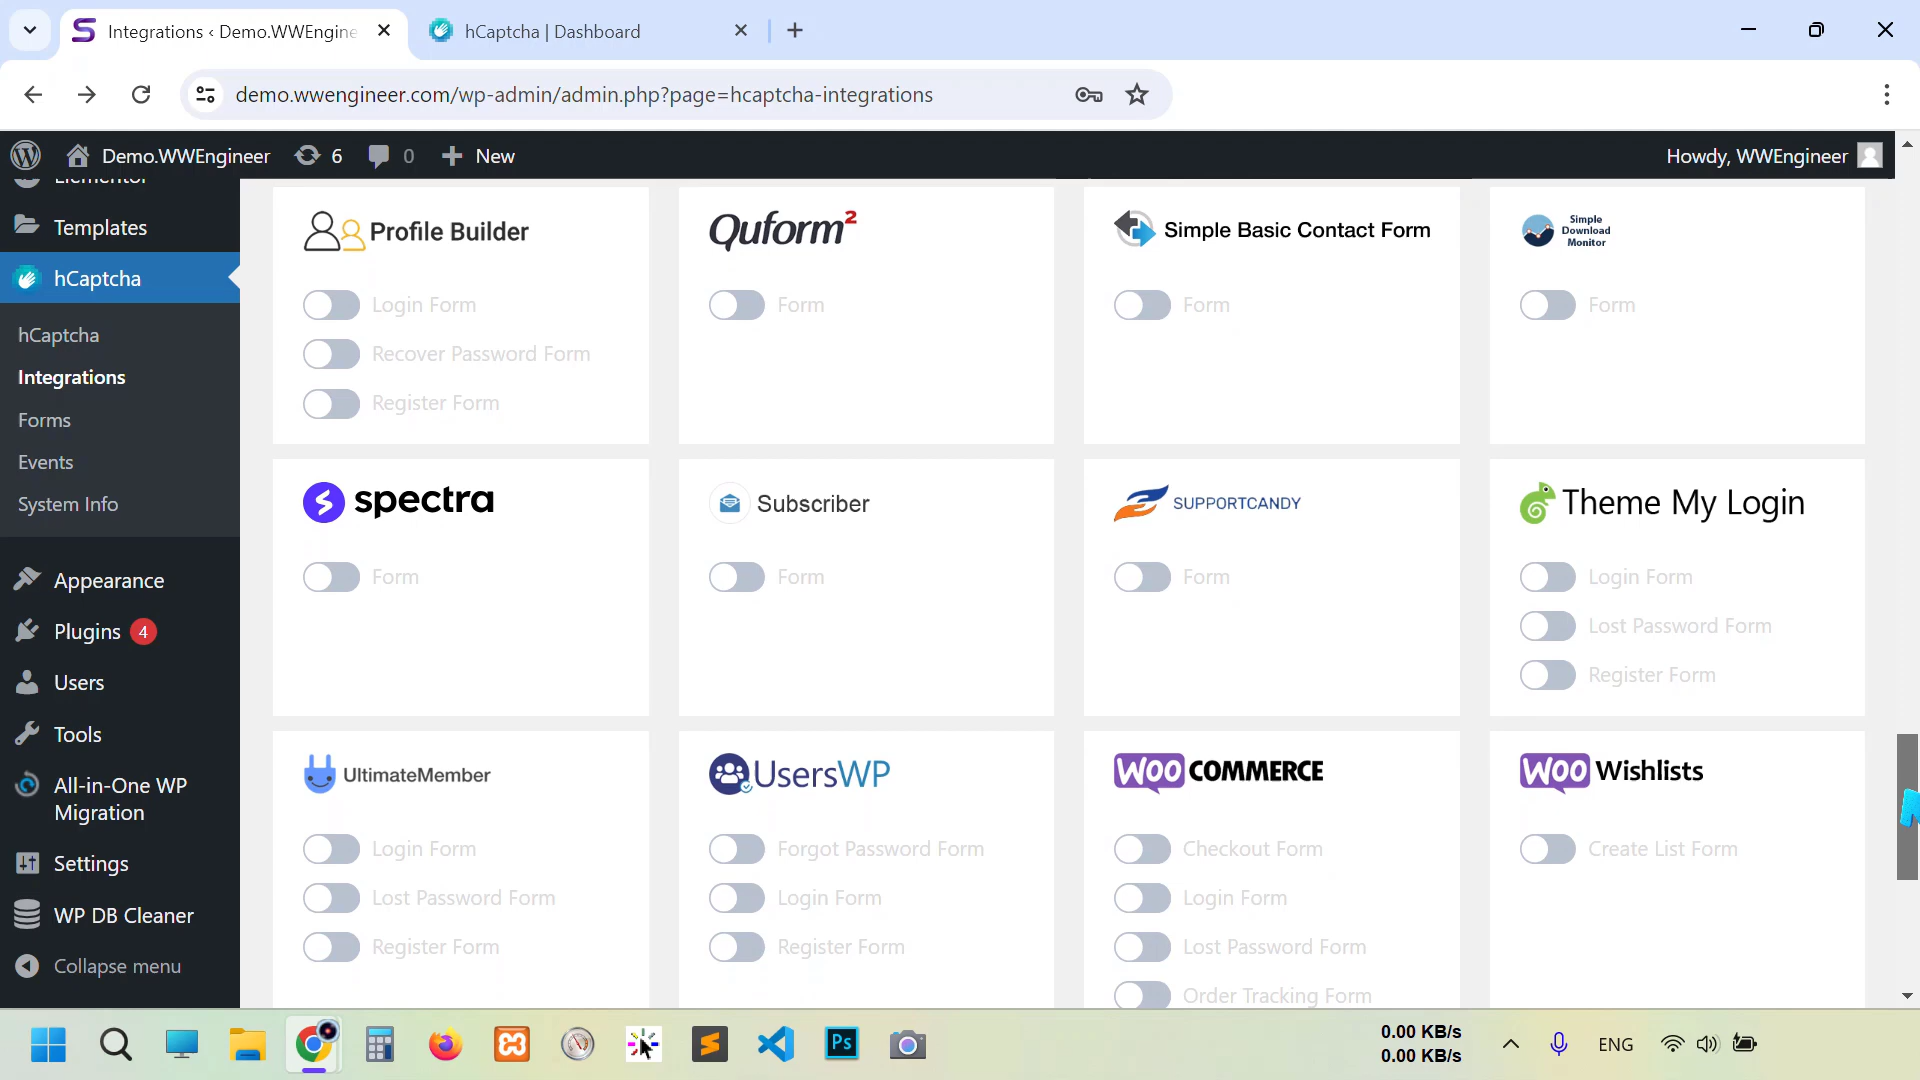 Integrations ‹ Demo.WWEngine
hCaptcha | Dashboard
demo.wwengineer.com/wp-admin/admin.php?page=hcaptcha-integrations
Demo.WWEngineer
6
0
New
Howdy, WWEngineer
Elementor
Templates
hCaptcha
hCaptcha
Integrations
Forms
Events
System Info
Appearance
Plugins 4
Users
Tools
All-in-One WP
Migration
Settings
WP DB Cleaner
Collapse menu
Profile Builder
Login Form
Recover Password Form
Register Form
Quform2
Form
Simple Basic Contact Form
Form
Simple
Download
Monitor
Form
spectra
Form
Subscriber
Form
SUPPORTCANDY
Form
Theme My Login
Login Form
Lost Password Form
Register Form
UltimateMember
Login Form
Lost Password Form
Register Form
UsersWP
Forgot Password Form
Login Form
Register Form
WOO COMMERCE
Checkout Form
Login Form
Lost Password Form
Order Tracking Form
WOO Wishlists
Create List Form
Ps
0.00 KB/s
0.00 KB/s
ENG